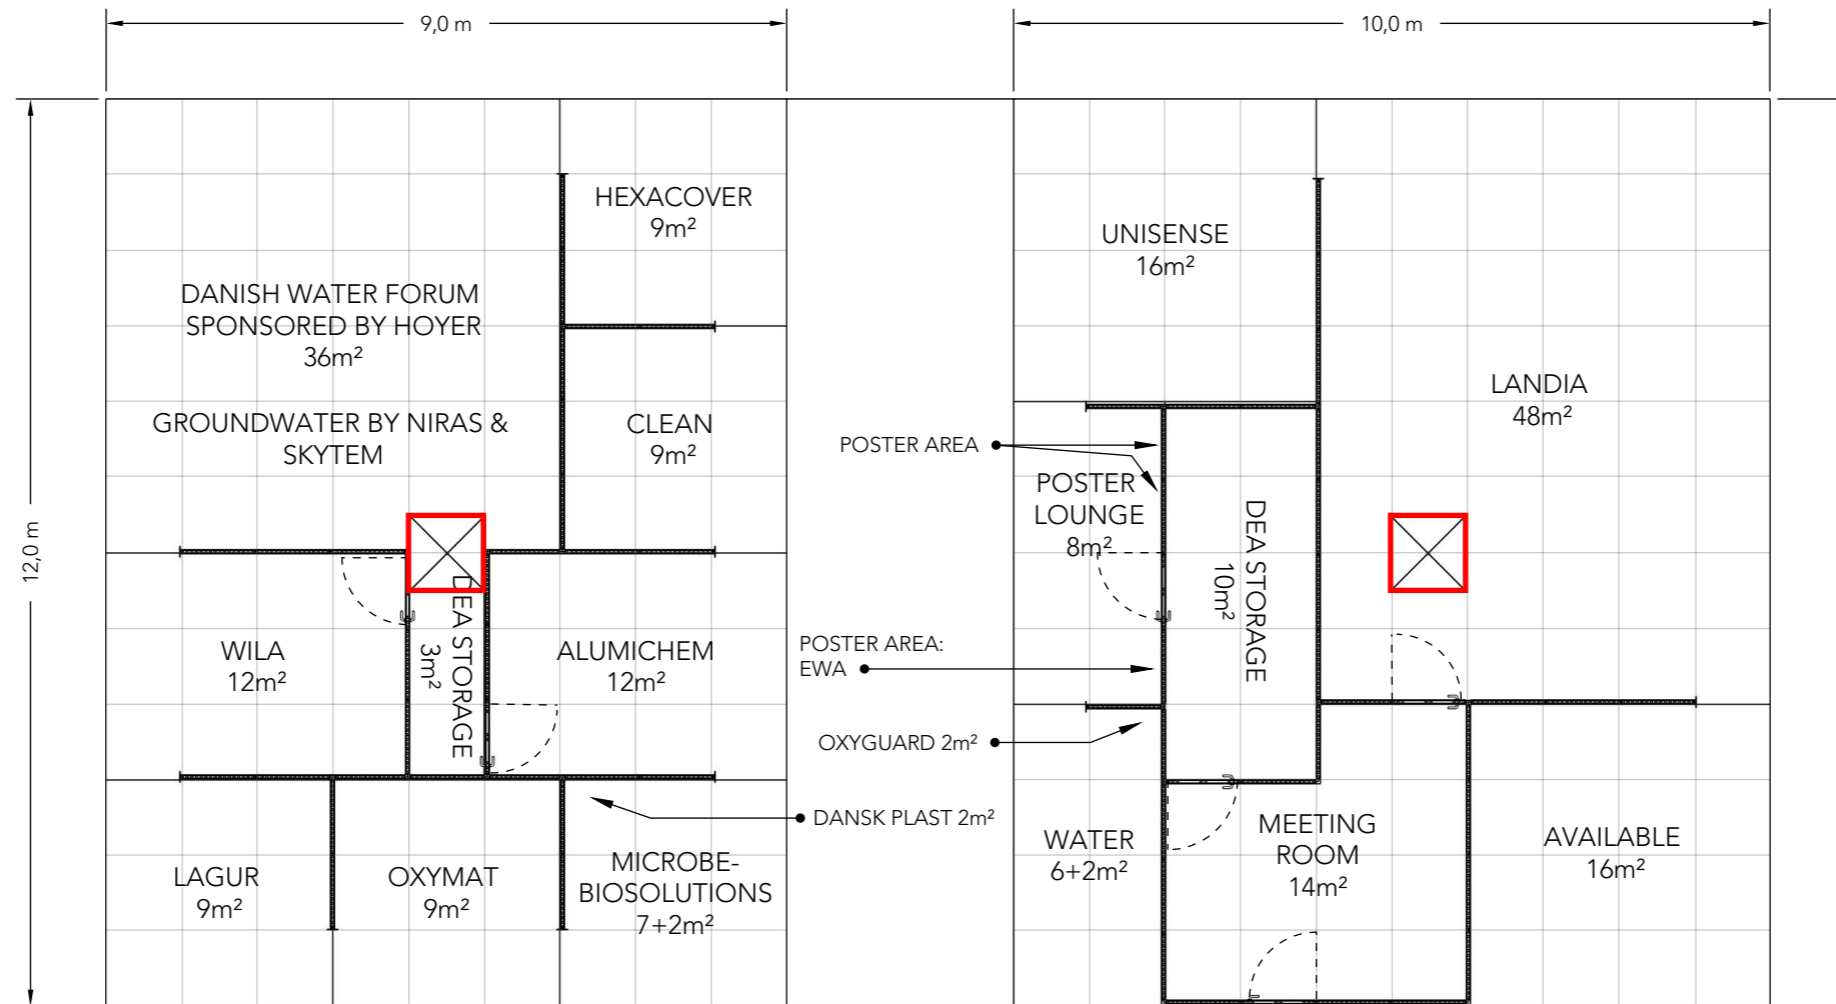 9,0 m
10,0 m
12,0 m
HEXACOVER
9m²
DANISH WATER FORUM
SPONSORED BY HOYER
36m²
GROUNDWATER BY NIRAS &
SKYTEM
CLEAN
9m²
WILA
12m²
DEA STORAGE
3m²
ALUMICHEM
12m²
LAGUR
9m²
OXYMAT
9m²
MICROBE-
BIOSOLUTIONS
7+2m²
POSTER AREA
POSTER AREA:
EWA
OXYGUARD 2m²
DANSK PLAST 2m²
UNISENSE
16m²
LANDIA
48m²
POSTER
LOUNGE
8m²
DEA STORAGE
10m²
WATER
6+2m²
MEETING
ROOM
14m²
AVAILABLE
16m²